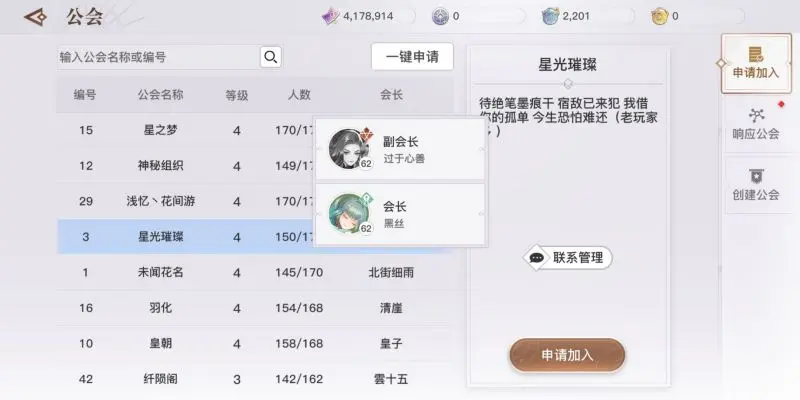 公会
4,178,914
0
2,201
0
输入公会名称或编号
一键申请
编号 公会名称 等级 人数 会长
15 星之梦 4 170/17
12 神秘组织 4 149/17
29 浅忆丶花间游 4 170/17
3 星光璀璨 4 150/17
1 未闻花名 4 145/170 北街细雨
16 羽化 4 154/168 清崖
10 皇朝 4 158/168 皇子
42 纤陨阁 3 142/162 雲十五
副会长
过于心善
62
会长
黑丝
62
星光璀璨
待绝笔墨痕干 宿敌已来犯 我借
你的孤单 今生恐怕难还（老玩家
）
联系管理
申请加入
申请加入
响应公会
创建公会